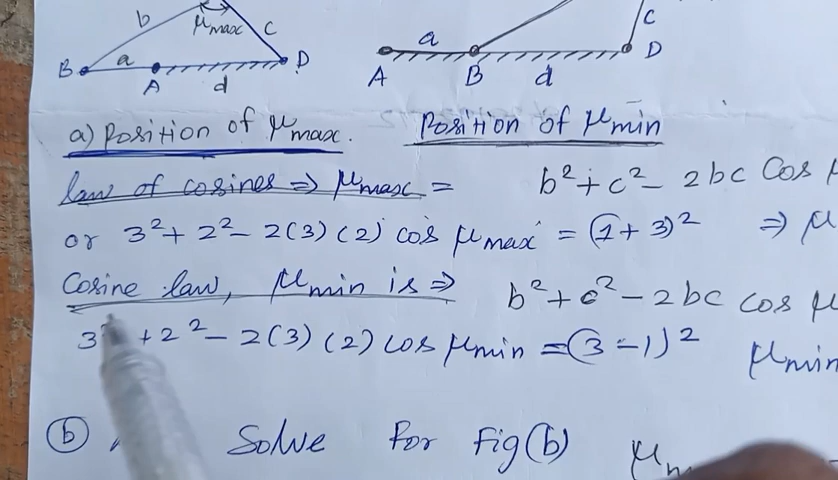 b μmax c
B a A d D
a c
A B d D
a) Position of μmax. Position of μmin
law of cosines ⇒ μmax = b² + c² - 2bc Cos μ
or 3² + 2² - 2(3)(2) cos μmax = (1+3)² ⇒ μ
Cosine law, μmin is ⇒ b² + c² - 2bc cos μ
3² + 2² - 2(3)(2) cos μmin = (3-1)² μmin
(b) Solve For Fig(b)